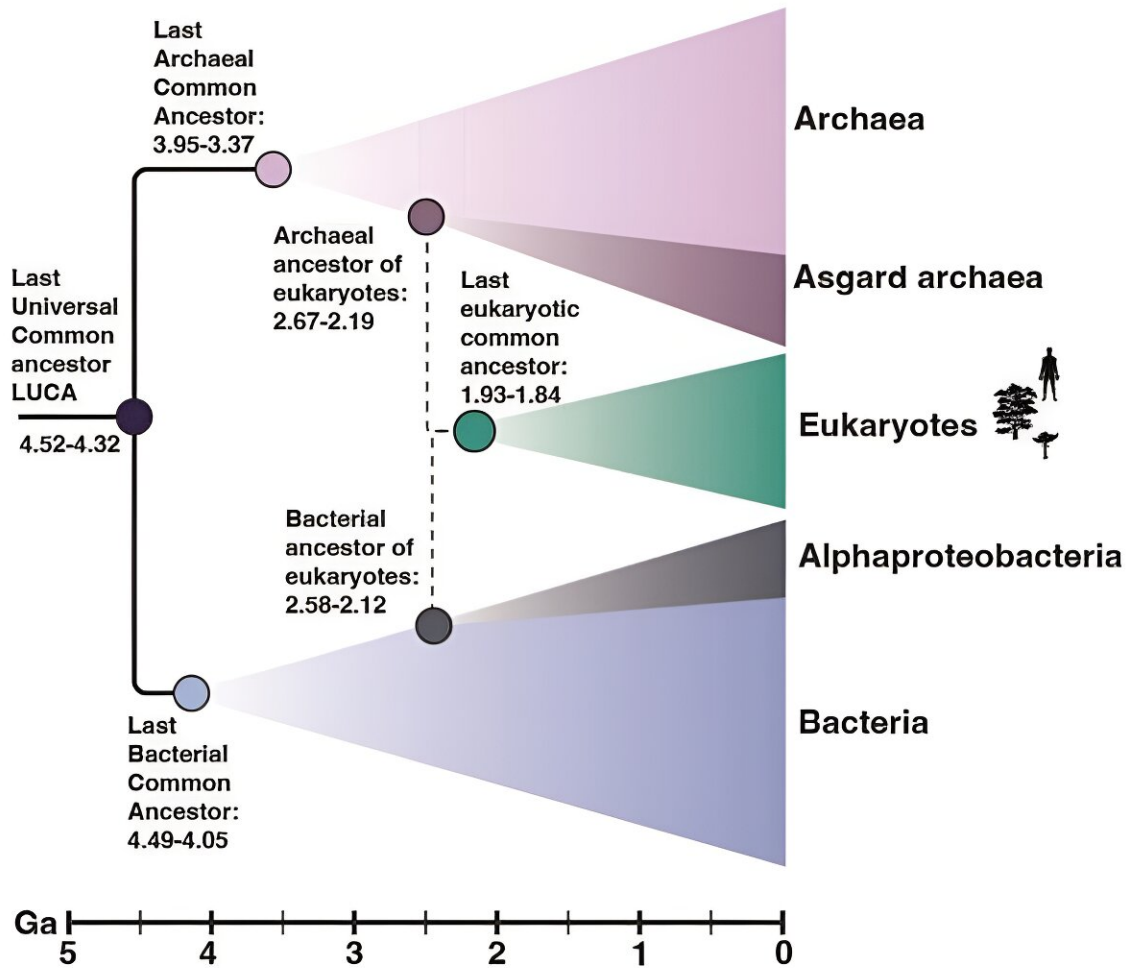 Last
Archaeal
Common
Ancestor:
3.95-3.37
Archaea
Archaeal
ancestor of
eukaryotes:
2.67-2.19
Asgard archaea
Last
Universal
Common
ancestor
LUCA
4.52-4.32
Last
eukaryotic
common
ancestor:
1.93-1.84
Eukaryotes
Bacterial
ancestor of
eukaryotes:
2.58-2.12
Alphaproteobacteria
Last
Bacterial
Common
Ancestor:
4.49-4.05
Bacteria
Ga
5 4 3 2 1 0